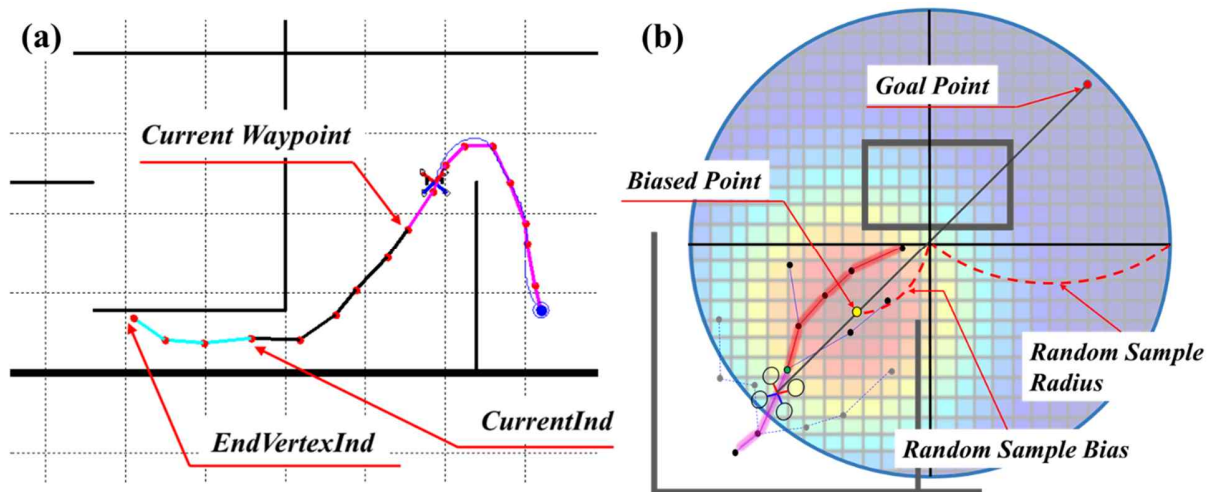 (a)
Current Waypoint
CurrentInd
EndVertexInd
(b)
Goal Point
Biased Point
Random Sample
Radius
Random Sample Bias